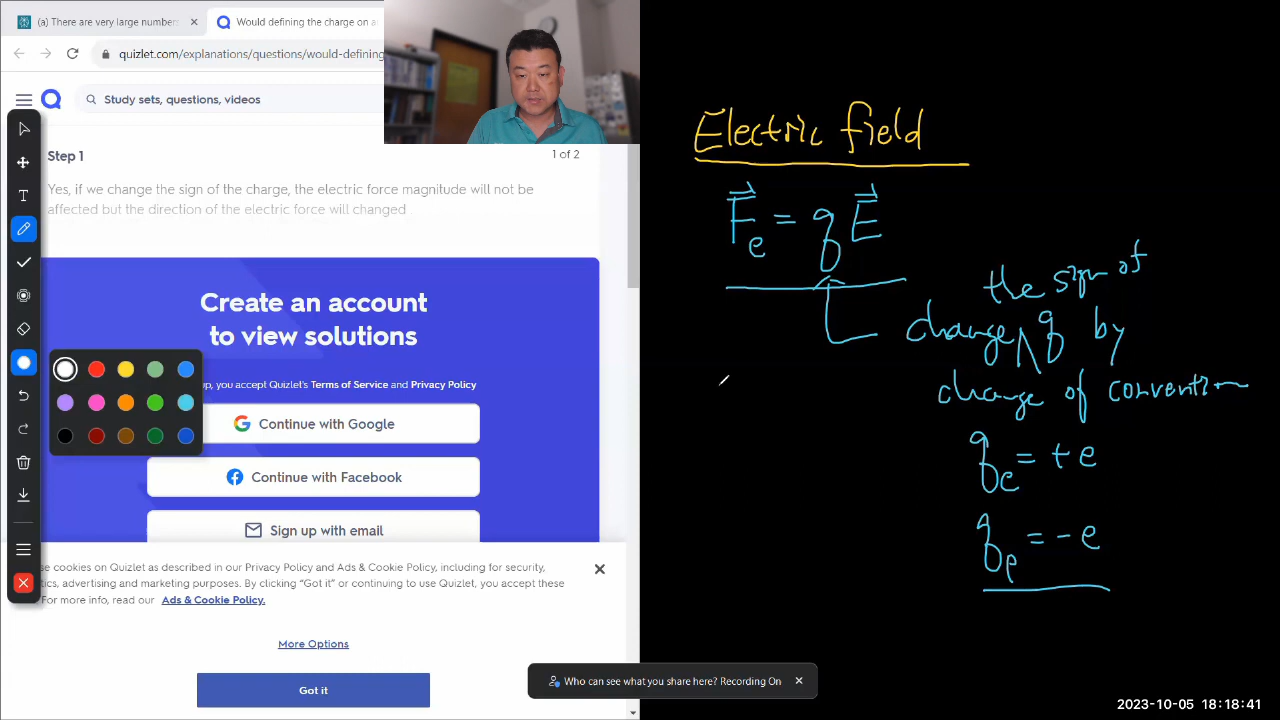 (a) There are very large numbers
Would defining the charge on a
quizlet.com/explanations/questions/would-defining
Study sets, questions, videos
Step 1
1 of 2
Yes, if we change the sign of the charge, the electric force magnitude will not be
affected but the direction of the electric force will changed .
Create an account
to view solutions
up, you accept Quizlet's Terms of Service and Privacy Policy
Continue with Google
Continue with Facebook
Sign up with email
se cookies on Quizlet as described in our Privacy Policy and Ads & Cookie Policy, including for security,
tics, advertising and marketing purposes. By clicking "Got it" or continuing to use Quizlet, you accept these
For more info, read our Ads & Cookie Policy.
More Options
Got it
T
Who can see what you share here? Recording On
Electric field
F⃗e = q E⃗
the sign of
change q by
change of convention
qe = + e
qp = - e
2023-10-05 18:18:41